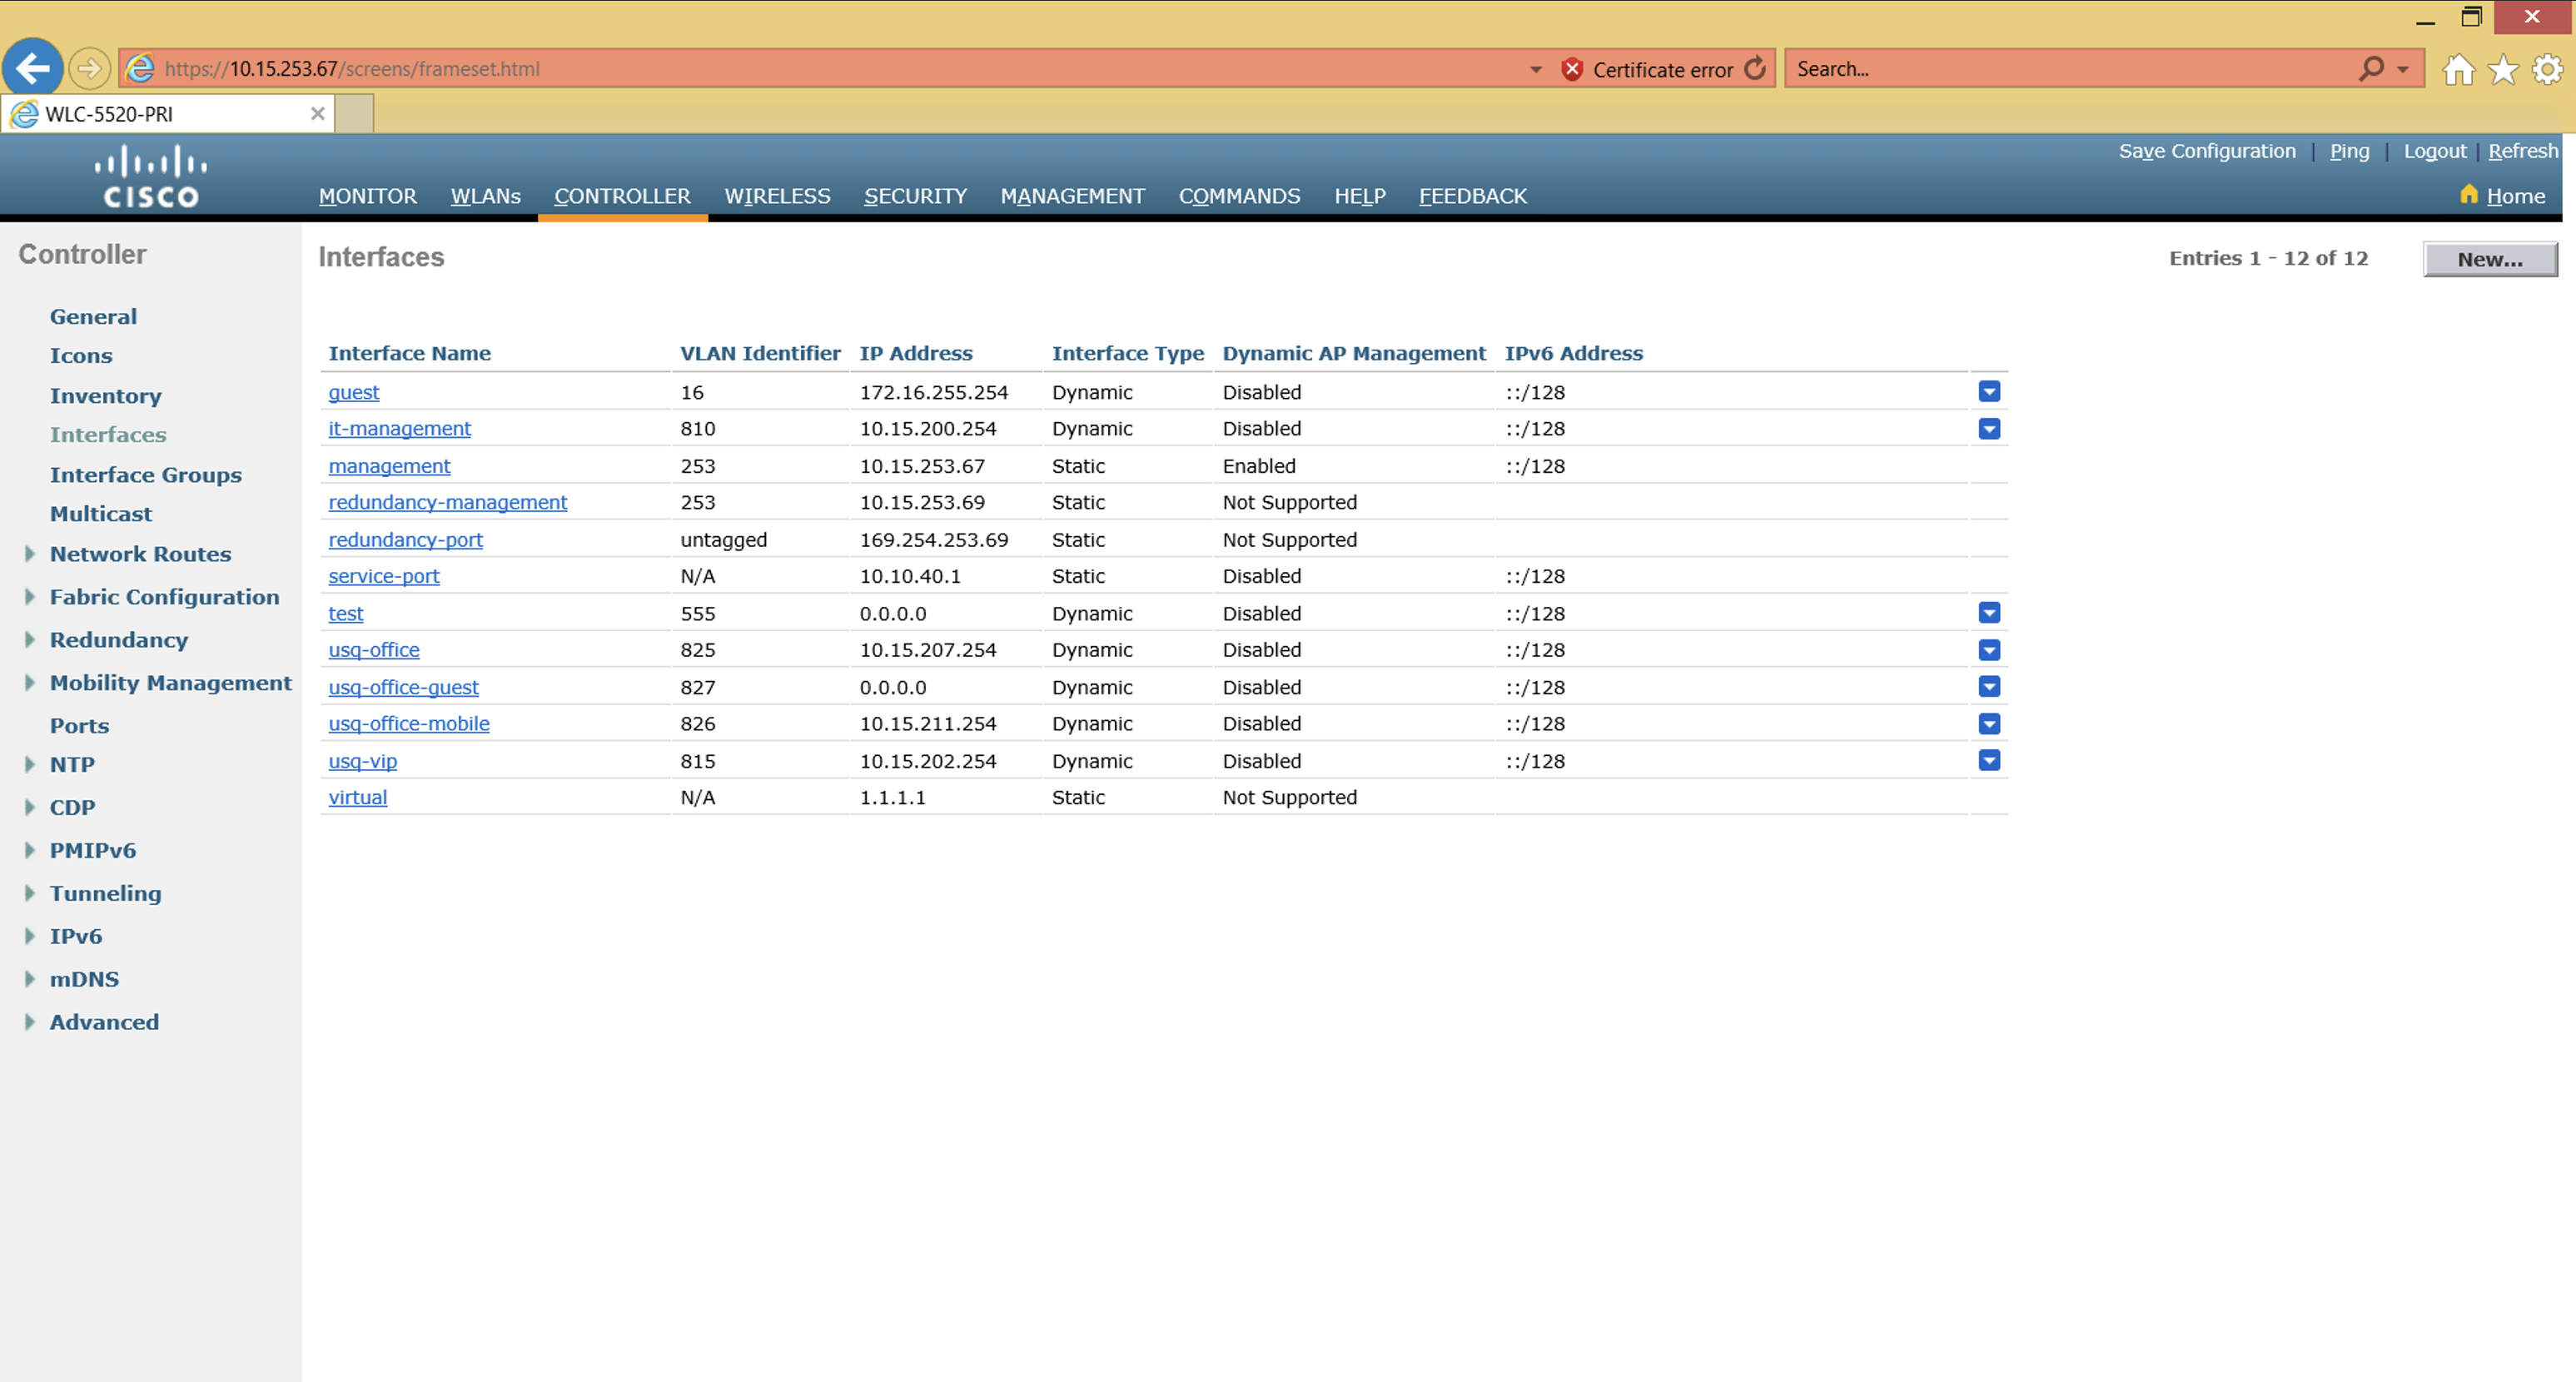 https://10.15.253.67/screens/frameset.html Certificate error Search...
WLC-5520-PRI
Save Configuration | Ping | Logout | Refresh
CISCO
MONITOR WLANs CONTROLLER WIRELESS SECURITY MANAGEMENT COMMANDS HELP FEEDBACK Home
Controller
General
Icons
Inventory
Interfaces
Interface Groups
Multicast
Network Routes
Fabric Configuration
Redundancy
Mobility Management
Ports
NTP
CDP
PMIPv6
Tunneling
IPv6
mDNS
Advanced
Interfaces Entries 1 - 12 of 12 New...
Interface Name VLAN Identifier IP Address Interface Type Dynamic AP Management IPv6 Address
guest 16 172.16.255.254 Dynamic Disabled ::/128
it-management 810 10.15.200.254 Dynamic Disabled ::/128
management 253 10.15.253.67 Static Enabled ::/128
redundancy-management 253 10.15.253.69 Static Not Supported
redundancy-port untagged 169.254.253.69 Static Not Supported
service-port N/A 10.10.40.1 Static Disabled ::/128
test 555 0.0.0.0 Dynamic Disabled ::/128
usq-office 825 10.15.207.254 Dynamic Disabled ::/128
usq-office-guest 827 0.0.0.0 Dynamic Disabled ::/128
usq-office-mobile 826 10.15.211.254 Dynamic Disabled ::/128
usq-vip 815 10.15.202.254 Dynamic Disabled ::/128
virtual N/A 1.1.1.1 Static Not Supported